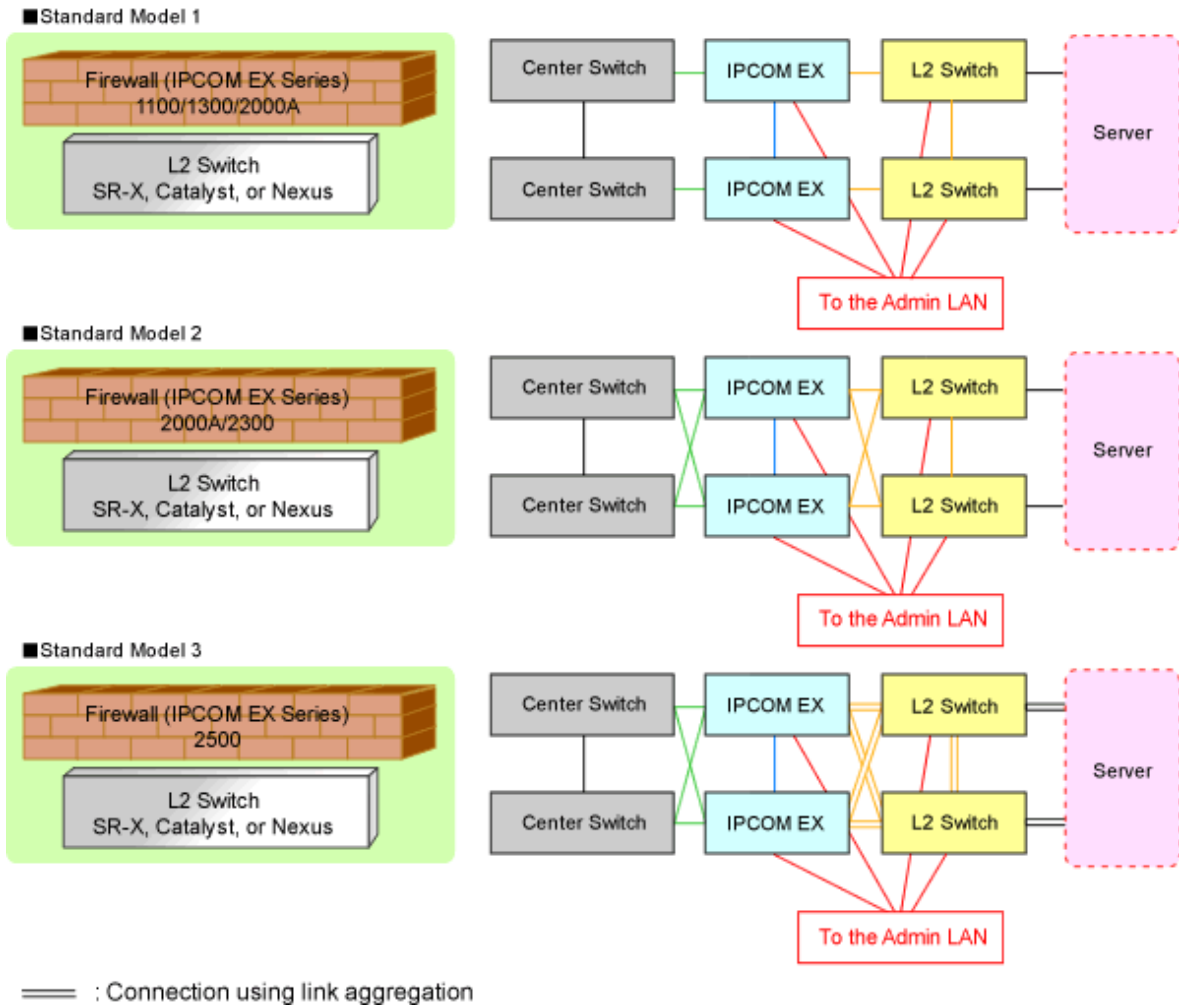 ■Standard Model 1
Firewall (IPCOM EX Series)
1100/1300/2000A
L2 Switch
SR-X, Catalyst, or Nexus
Center Switch
IPCOM EX
L2 Switch
Server
Center Switch
IPCOM EX
L2 Switch
To the Admin LAN
■Standard Model 2
Firewall (IPCOM EX Series)
2000A/2300
L2 Switch
SR-X, Catalyst, or Nexus
Center Switch
IPCOM EX
L2 Switch
Server
Center Switch
IPCOM EX
L2 Switch
To the Admin LAN
■Standard Model 3
Firewall (IPCOM EX Series)
2500
L2 Switch
SR-X, Catalyst, or Nexus
Center Switch
IPCOM EX
L2 Switch
Server
Center Switch
IPCOM EX
L2 Switch
To the Admin LAN
: Connection using link aggregation